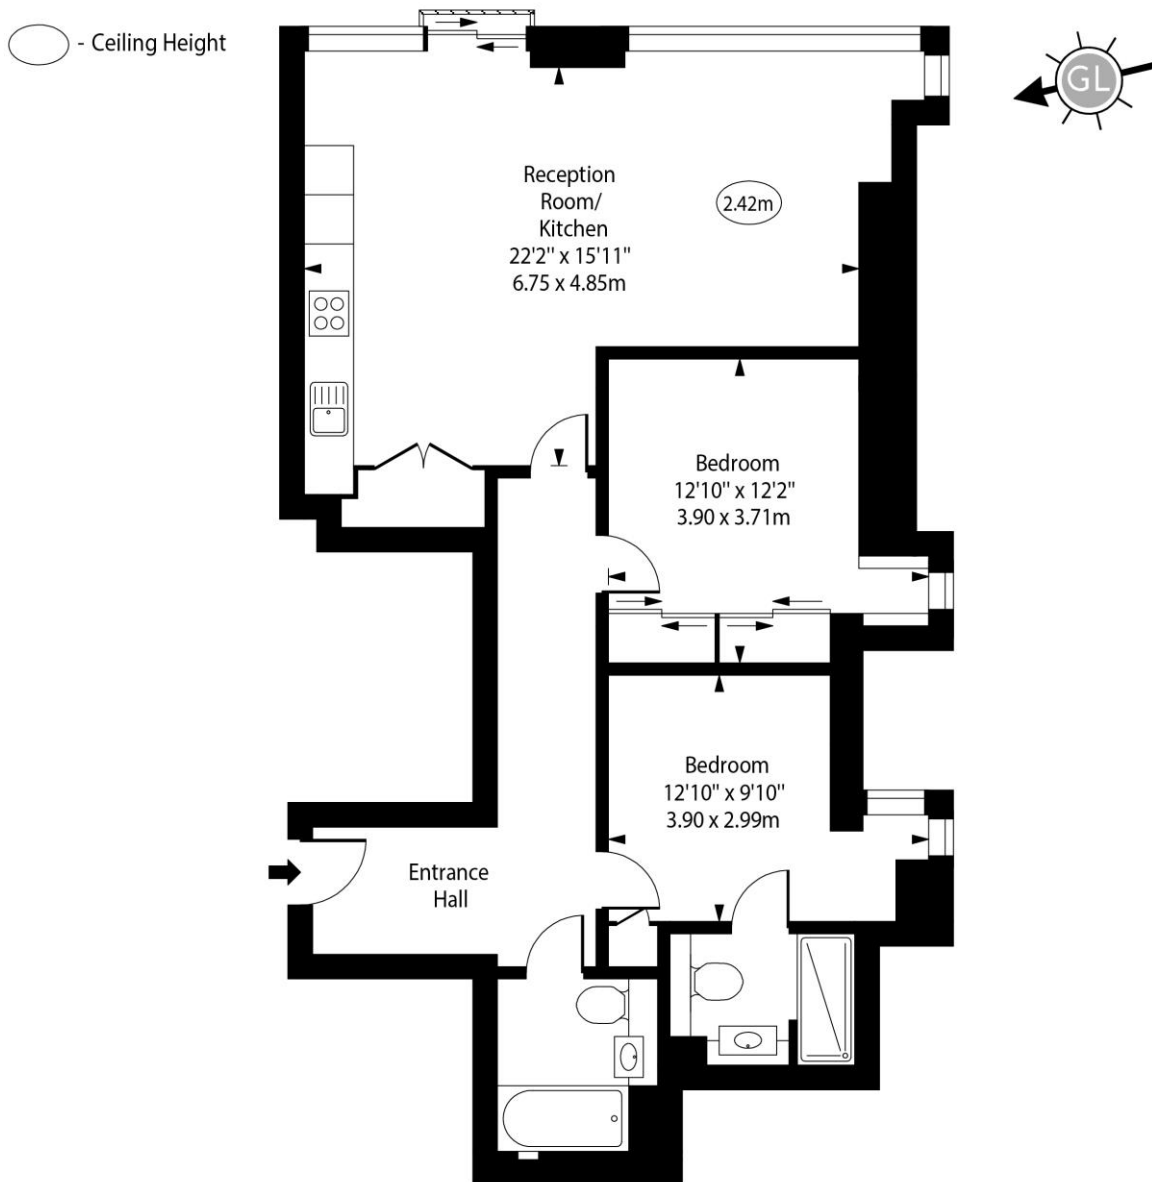 - Ceiling Height
GL
Reception
Room/
Kitchen
22'2" x 15'11"
6.75 x 4.85m
2.42m
Bedroom
12'10" x 12'2"
3.90 x 3.71m
Bedroom
12'10" x 9'10"
3.90 x 2.99m
Entrance
Hall